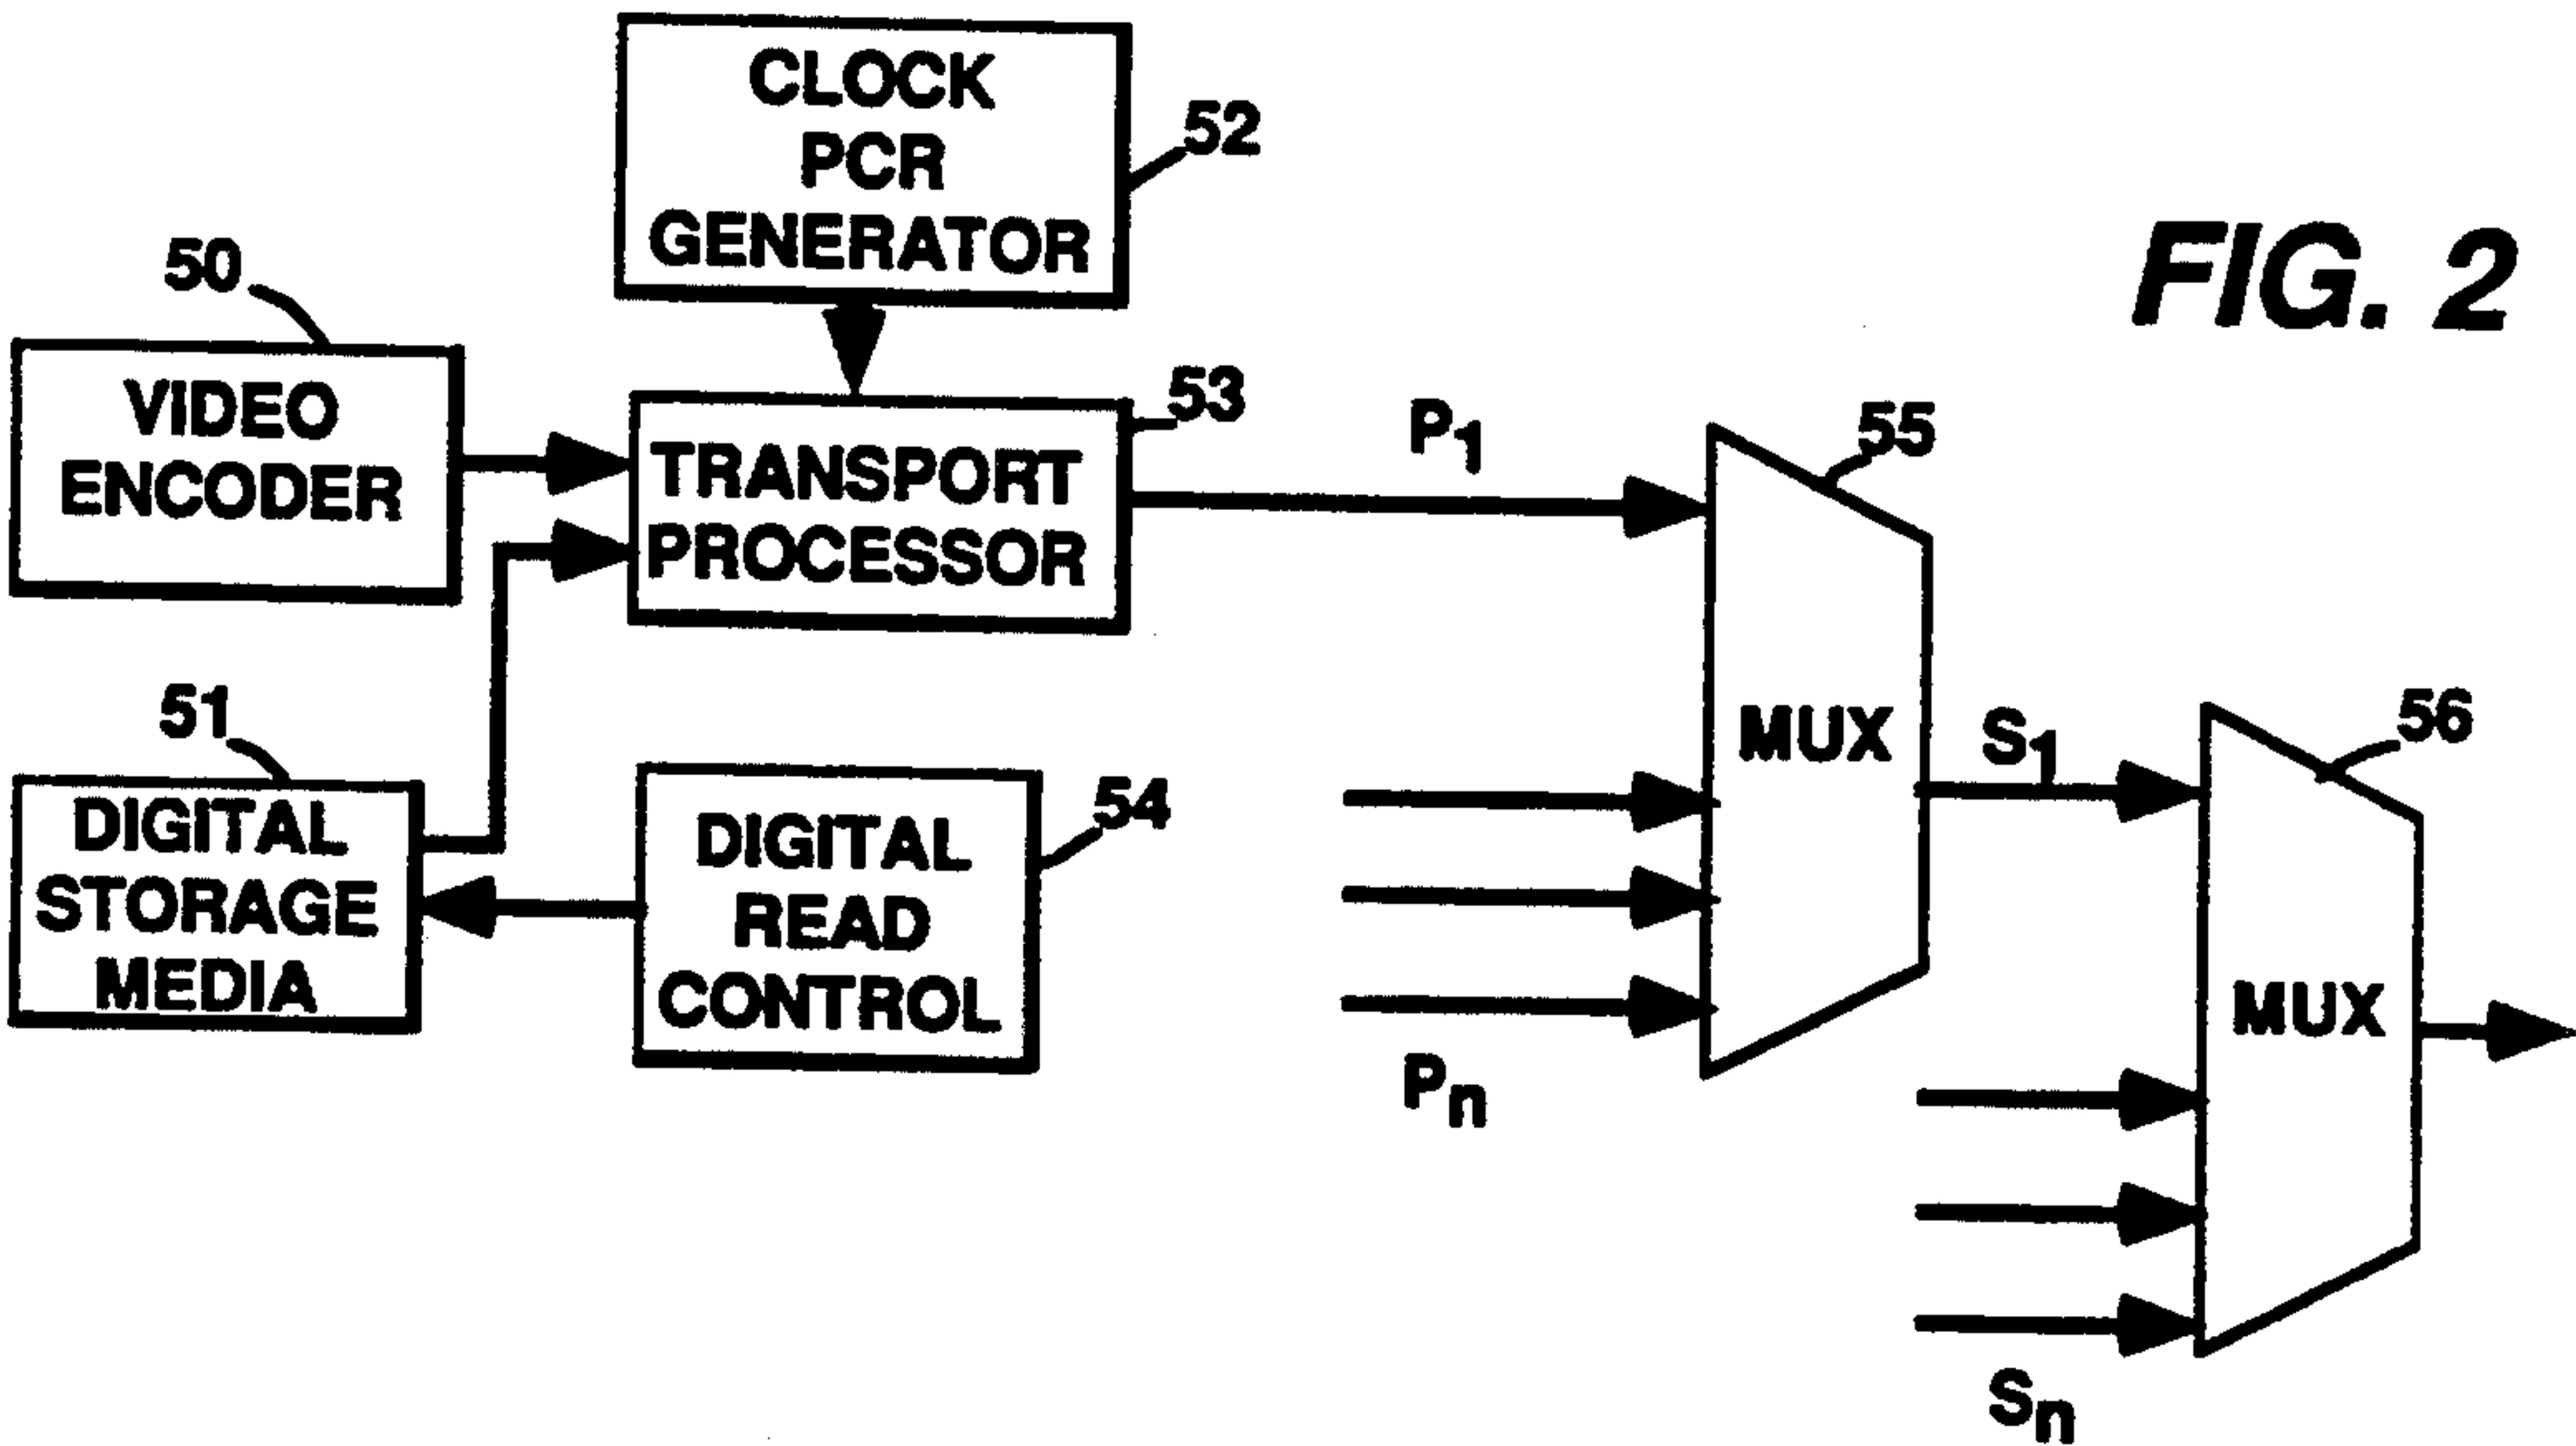 CLOCK
PCR
GENERATOR
52
FIG. 2
50
VIDEO
ENCODER
53
TRANSPORT
PROCESSOR
P1
55
MUX
51
DIGITAL
STORAGE
MEDIA
54
DIGITAL
READ
CONTROL
S1
56
MUX
Pn
Sn